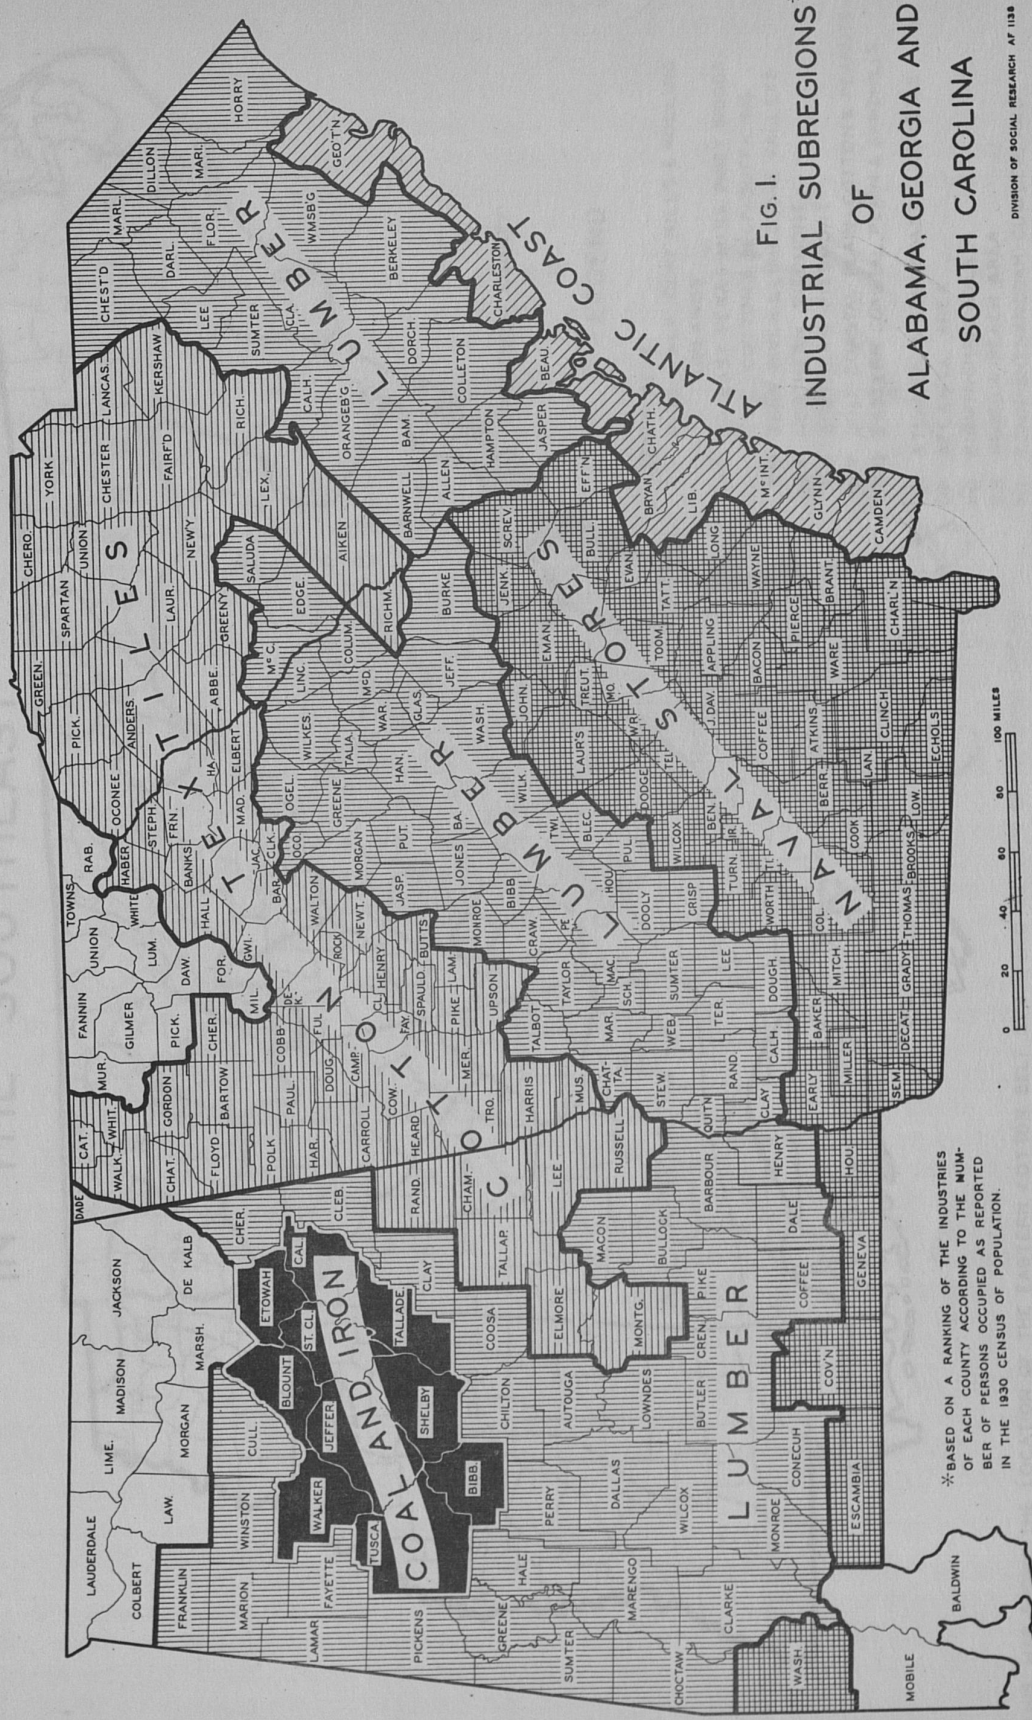 FIG. 1.
INDUSTRIAL SUBREGIONS
OF
ALABAMA, GEORGIA AND
SOUTH CAROLINA
DIVISION OF SOCIAL RESEARCH AF 1138
COTTON TEXTILES
LUMBER
LUMBER
LUMBER
NAVAL STORES
COAL AND IRON
ATLANTIC COAST
LAUDERDALE
LIME.
MADISON
JACKSON
COLBERT
LAW.
MORGAN
MARSH.
DE KALB
FRANKLIN
WINSTON
CULL.
BLOUNT
ETOWAH
CHER.
MARION
WALKER
JEFFER.
ST. CL.
CAL.
CLEB.
LAMAR
FAYETTE
TUSCA.
SHELBY
TALLADE.
CLAY
RAND.
PICKENS
BIBB.
CHILTON
COOSA
TALLAP.
CHAM.
GREENE
HALE
PERRY
AUTOUGA
ELMORE
LEE
SUMTER
MARENGO
DALLAS
LOWNDES
MONTG.
MACON
RUSSELL
CHOCTAW
CLARKE
WILCOX
BUTLER
CREN.
PIKE
BULLOCK
BARBOUR
WASH.
MONROE
CONECUH
COV'N
COFFEE
DALE
HENRY
MOBILE
BALDWIN
ESCAMBIA
GENEVA
HOU.
DADE
CAT.
WALK.
WHIT.
MUR.
FANNIN
UNION
TOWNS
RAB.
GILMER
LUM.
WHITE
HABER
STEPH.
CHAT.
GORDON
PICK.
DAW.
HALL
BANKS
FRN.
HA.
FLOYD
BARTOW
CHER.
FOR.
JAC.
MAD.
ELBERT
POLK
PAUL.
COBB
MIL.
GWI.
BAR.
CLK.
OCO.
OGEL.
WILKES
LINC.
HAR.
DOUG.
FUL.
DE K.
ROCK.
WALTON
MORGAN
GREENE
TALIA.
McD.
COLUM.
CARROLL
CAMP.
CL.
HENRY
NEWT.
JASP.
PUT.
HAN.
WAR.
GLAS.
RICHM.
HEARD
COW.
FAY.
SPAULD.
BUTTS
JONES
BA.
WASH.
JEFF.
BURKE
TRO.
MER.
PIKE
LAM.
MONROE
BIBB
WILK.
JOHN.
EMAN.
JENK.
SCREV.
HARRIS
TALBOT
UPSON
CRAW.
TWI.
LAUR'S
TREUT.
BULL.
EFF'N
MUS.
CHAT-
TA.
MAR.
TAYLOR
MAC.
PE.
HOU.
BLEC.
DODGE
WR.
MO.
TOOM.
TATT.
EVANS
BRYAN
CHATH.
STEW.
WEB.
SCH.
SUMTER
DOOLY
PUL.
WILCOX
TEL.
J.DAV.
APPLING
LONG
LIB.
QUITN
RAND.
TER.
LEE
CRISP
TURN.
BEN.
IR.
COFFEE
BACON
WAYNE
McINT.
CLAY
CALH.
DOUGH.
WORTH
TI.
ATKINS.
PIERCE
BRANT.
GLYNN
EARLY
BAKER
MITCH.
COL.
COOK
BERR.
WARE
CAMDEN
MILLER
SEM.
DECAT.
GRADY
THOMAS
BROOKS
LOW.
LAN.
ECHOLS
CLINCH
CHARL'N
OCONEE
PICK.
GREEN.
SPARTAN
CHERO.
YORK
ANDERS.
LAUR.
UNION
CHESTER
LANCAS.
CHEST'D
MARL.
DILLON
ABBE.
GREEN'
NEWY
FAIRF'D
KERSHAW
DARL.
MARI.
HORRY
McC.
EDGE.
SALUDA
LEX.
RICH.
LEE
SUMTER
FLOR.
AIKEN
CALH.
CLA.
WMSB'G
GEO'T'N
BARNWELL
BAM.
ORANGEB'G
DORCH.
BERKELEY
ALLEN
HAMPTON
COLLETON
CHARLESTON
JASPER
BEAU.
0 20 40 60 80 100 MILES
*BASED ON A RANKING OF THE INDUSTRIES
OF EACH COUNTY ACCORDING TO THE NUM-
BER OF PERSONS OCCUPIED AS REPORTED
IN THE 1930 CENSUS OF POPULATION.